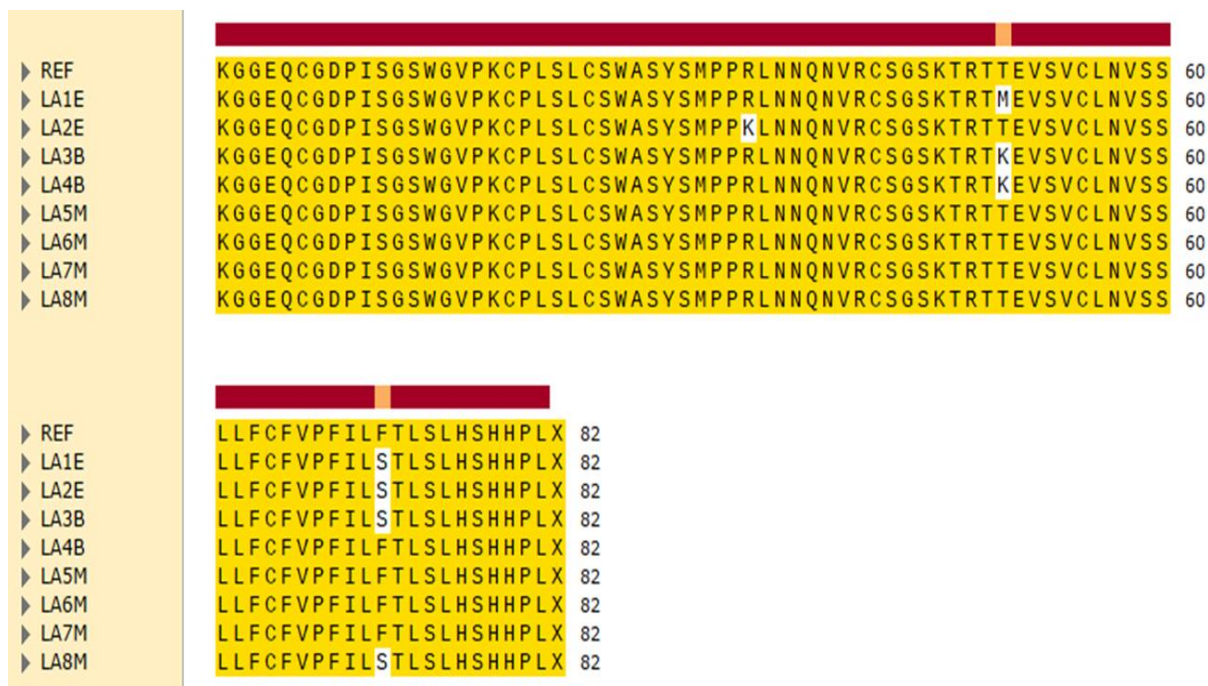 REF KGGEQCGDPISGSWGVPKCPLSLCSWASYSMPPRLNNQNVRCSGSKTRTTEVSVCLNVSS 60
LA1E KGGEQCGDPISGSWGVPKCPLSLCSWASYSMPPRLNNQNVRCSGSKTRTMEVSVCLNVSS 60
LA2E KGGEQCGDPISGSWGVPKCPLSLCSWASYSMPPKLNNQNVRCSGSKTRTTEVSVCLNVSS 60
LA3B KGGEQCGDPISGSWGVPKCPLSLCSWASYSMPPRLNNQNVRCSGSKTRTKEVSVCLNVSS 60
LA4B KGGEQCGDPISGSWGVPKCPLSLCSWASYSMPPRLNNQNVRCSGSKTRTKEVSVCLNVSS 60
LA5M KGGEQCGDPISGSWGVPKCPLSLCSWASYSMPPRLNNQNVRCSGSKTRTTEVSVCLNVSS 60
LA6M KGGEQCGDPISGSWGVPKCPLSLCSWASYSMPPRLNNQNVRCSGSKTRTTEVSVCLNVSS 60
LA7M KGGEQCGDPISGSWGVPKCPLSLCSWASYSMPPRLNNQNVRCSGSKTRTTEVSVCLNVSS 60
LA8M KGGEQCGDPISGSWGVPKCPLSLCSWASYSMPPRLNNQNVRCSGSKTRTTEVSVCLNVSS 60
REF LLFCFVPFILFTLSLHSHHPLX 82
LA1E LLFCFVPFILSTLSLHSHHPLX 82
LA2E LLFCFVPFILSTLSLHSHHPLX 82
LA3B LLFCFVPFILSTLSLHSHHPLX 82
LA4B LLFCFVPFILFTLSLHSHHPLX 82
LA5M LLFCFVPFILFTLSLHSHHPLX 82
LA6M LLFCFVPFILFTLSLHSHHPLX 82
LA7M LLFCFVPFILFTLSLHSHHPLX 82
LA8M LLFCFVPFILSTLSLHSHHPLX 82